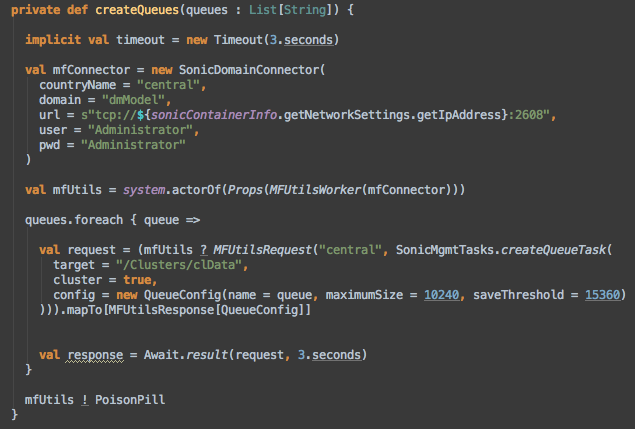 private def createQueues(queues : List[String]) {
implicit val timeout = new Timeout(3.seconds)
val mfConnector = new SonicDomainConnector(
countryName = "central",
domain = "dmModel",
url = s"tcp://${sonicContainerInfo.getNetworkSettings.getIpAddress}:2608",
user = "Administrator",
pwd = "Administrator"
)
val mfUtils = system.actorOf(Props(MFUtilsWorker(mfConnector)))
queues.foreach { queue =>
val request = (mfUtils ? MFUtilsRequest("central", SonicMgmtTasks.createQueueTask(
target = "/Clusters/clData",
cluster = true,
config = new QueueConfig(name = queue, maximumSize = 10240, saveThreshold = 15360)
))).mapTo[MFUtilsResponse[QueueConfig]]
val response = Await.result(request, 3.seconds)
}
mfUtils ! PoisonPill
}